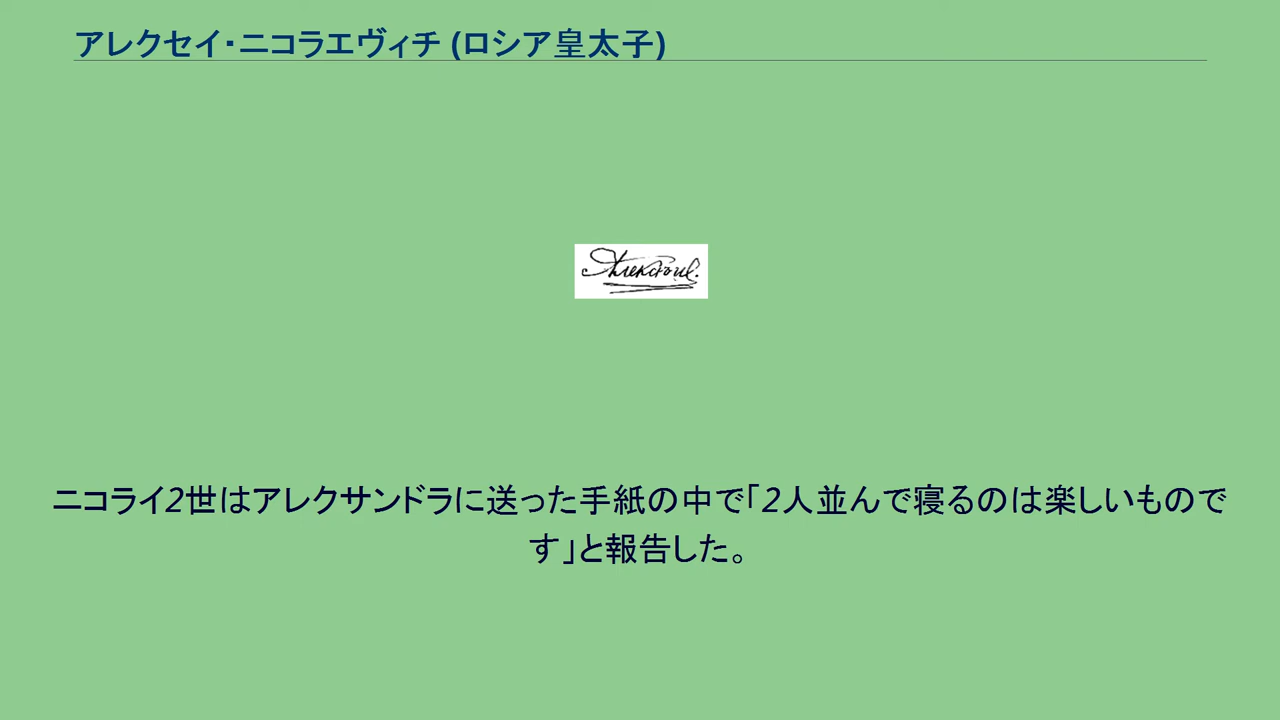 アレクセイ・ニコラエヴィチ (ロシア皇太子)
Алексѣй.
ニコライ2世はアレクサンドラに送った手紙の中で「2人並んで寝るのは楽しいもので
す」と報告した。